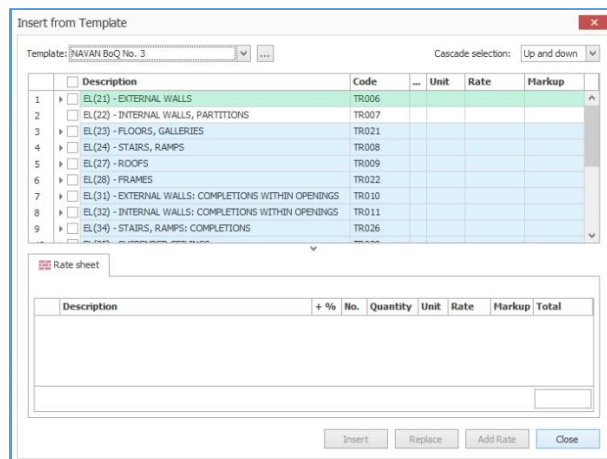 Insert from Template
Template: NAVAN BoQ No. 3 ... Cascade selection: Up and down
Description Code ... Unit Rate Markup
1 EL(21) - EXTERNAL WALLS TR006
2 EL(22) - INTERNAL WALLS, PARTITIONS TR007
3 EL(23) - FLOORS, GALLERIES TR021
4 EL(24) - STAIRS, RAMPS TR008
5 EL(27) - ROOFS TR009
6 EL(28) - FRAMES TR022
7 EL(31) - EXTERNAL WALLS: COMPLETIONS WITHIN OPENINGS TR010
8 EL(32) - INTERNAL WALLS: COMPLETIONS WITHIN OPENINGS TR011
9 EL(34) - STAIRS, RAMPS: COMPLETIONS TR026
Rate sheet
Description + % No. Quantity Unit Rate Markup Total
Insert Replace Add Rate Close